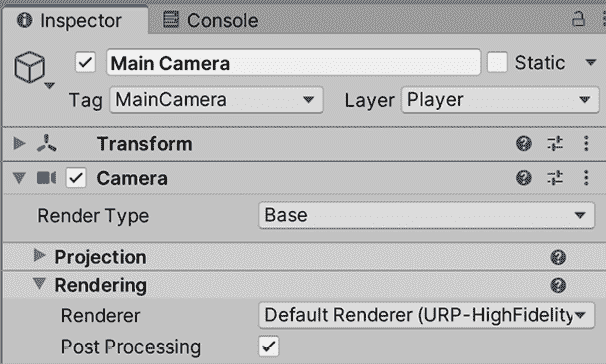 Inspector Console
Main Camera Static
Tag MainCamera Layer Player
Transform
Camera
Render Type Base
Projection
Rendering
Renderer Default Renderer (URP-HighFidelity
Post Processing